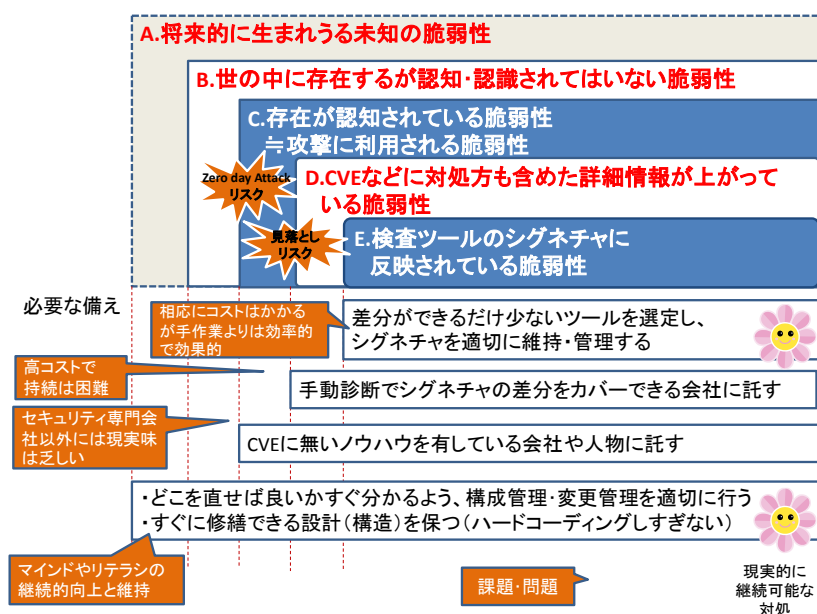 A.将来的に生まれうる未知の脆弱性
B.世の中に存在するが認知・認識されてはいない脆弱性
C.存在が認知されている脆弱性
≒攻撃に利用される脆弱性
Zero day Attack
リスク
D.CVEなどに対処方も含めた詳細情報が上がって
いる脆弱性
見落とし
リスク
E.検査ツールのシグネチャに
反映されている脆弱性
必要な備え
相応にコストはかかる
が手作業よりは効率的
で効果的
差分ができるだけ少ないツールを選定し、
シグネチャを適切に維持・管理する
高コストで
持続は困難
手動診断でシグネチャの差分をカバーできる会社に託す
セキュリティ専門会
社以外には現実味
は乏しい
CVEに無いノウハウを有している会社や人物に託す
・どこを直せば良いかすぐ分かるよう、構成管理・変更管理を適切に行う
・すぐに修繕できる設計(構造)を保つ(ハードコーディングしすぎない)
マインドやリテラシの
継続的向上と維持
課題・問題
現実的に
継続可能な
対処